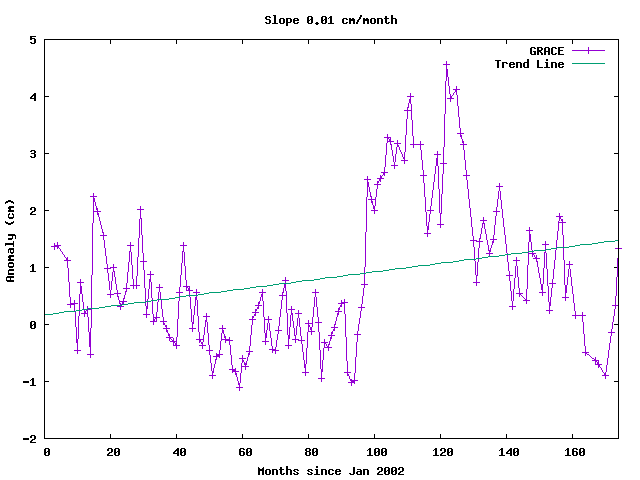 Slope 0.01 cm/month
GRACE
Trend Line
5
4
3
2
1
0
-1
-2
Anomaly (cm)
0 20 40 60 80 100 120 140 160
Months since Jan 2002